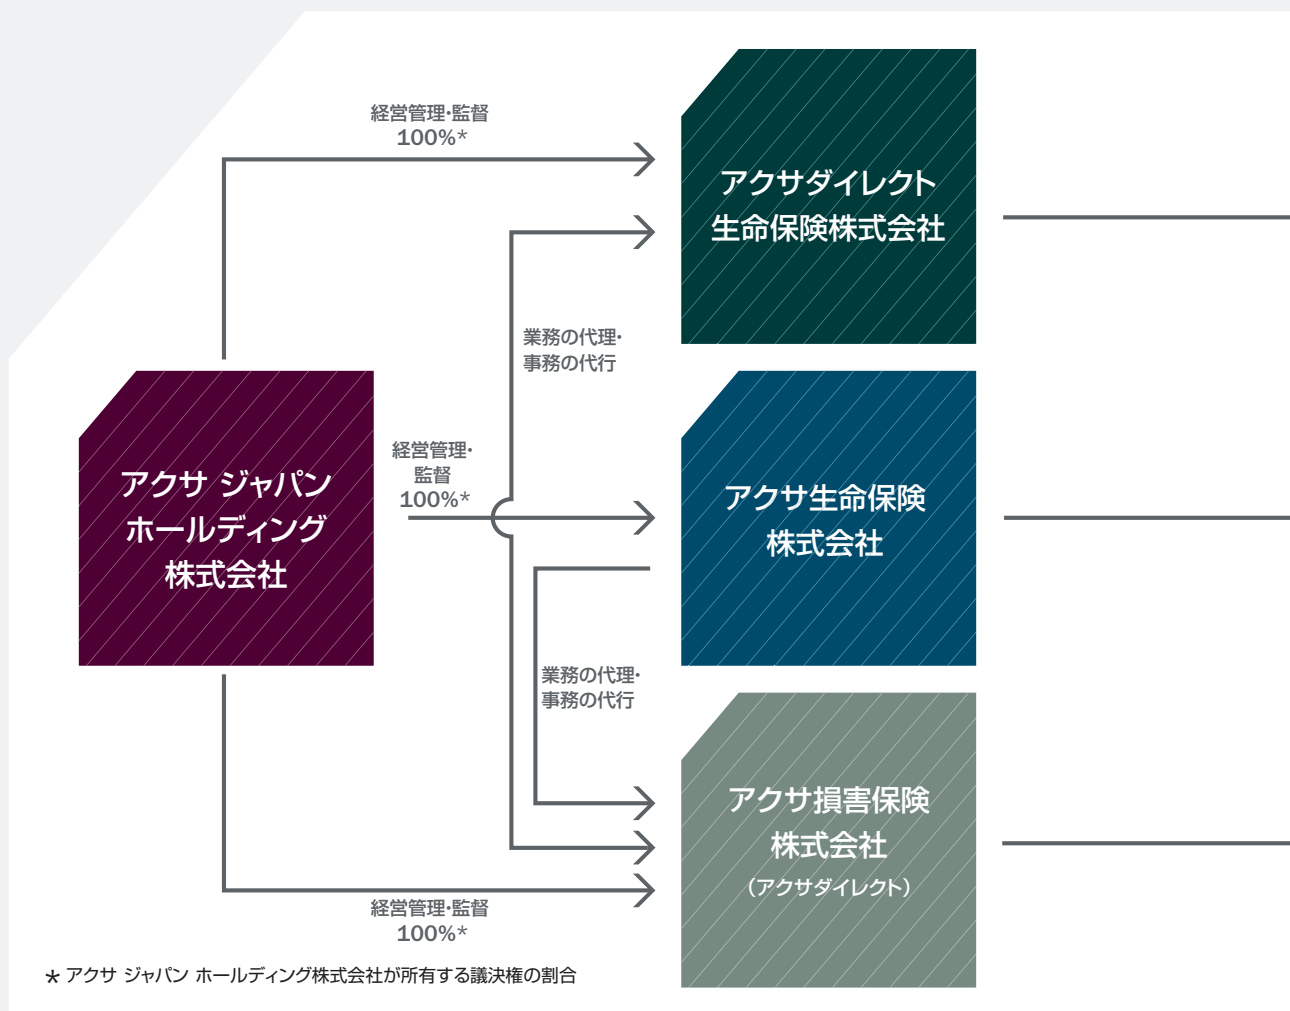 経営管理・監督
100%*
アクサダイレクト
生命保険株式会社
業務の代理・
事務の代行
アクサ ジャパン
ホールディング
株式会社
経営管理・
監督
100%*
アクサ生命保険
株式会社
業務の代理・
事務の代行
アクサ損害保険
株式会社
(アクサダイレクト)
経営管理・監督
100%*
* アクサ ジャパン ホールディング株式会社が所有する議決権の割合